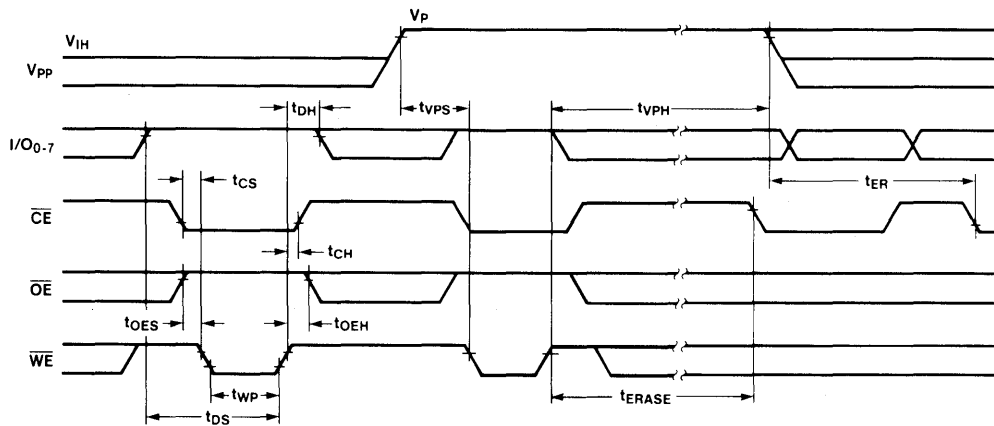 VP
VIH
VPP
tDH
tVPS
tVPH
I/O0-7
tCS
tER
CE
tCH
OE
tOES
tOEH
WE
tWP
tERASE
tDS